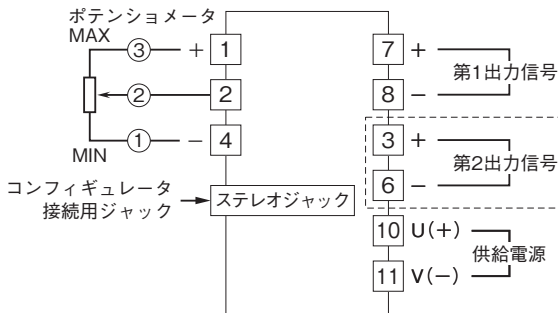 ポテンショメータ
MAX
③ + 1
② 2
① - 4
MIN
コンフィギュレータ
接続用ジャック
ステレオジャック
7 +
第1出力信号
8 -
3 +
第2出力信号
6 -
10 U(+)
供給電源
11 V(-)